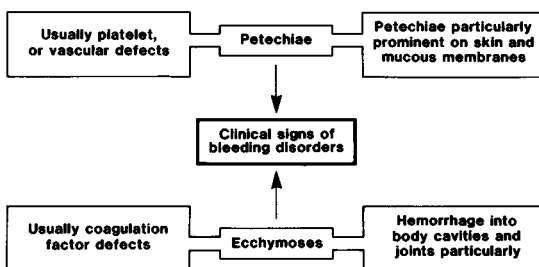 Usually platelet,
or vascular defects
Petechiae
Petechiae particularly
prominent on skin and
mucous membranes
Clinical signs of
bleeding disorders
Usually coagulation
factor defects
Ecchymoses
Hemorrhage into
body cavities and
joints particularly